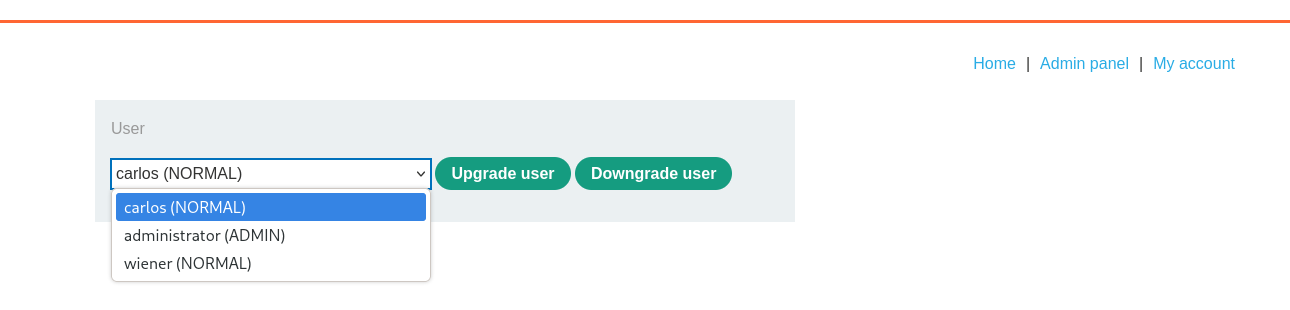 Home | Admin panel | My account
User
carlos (NORMAL) Upgrade user Downgrade user
carlos (NORMAL)
administrator (ADMIN)
wiener (NORMAL)